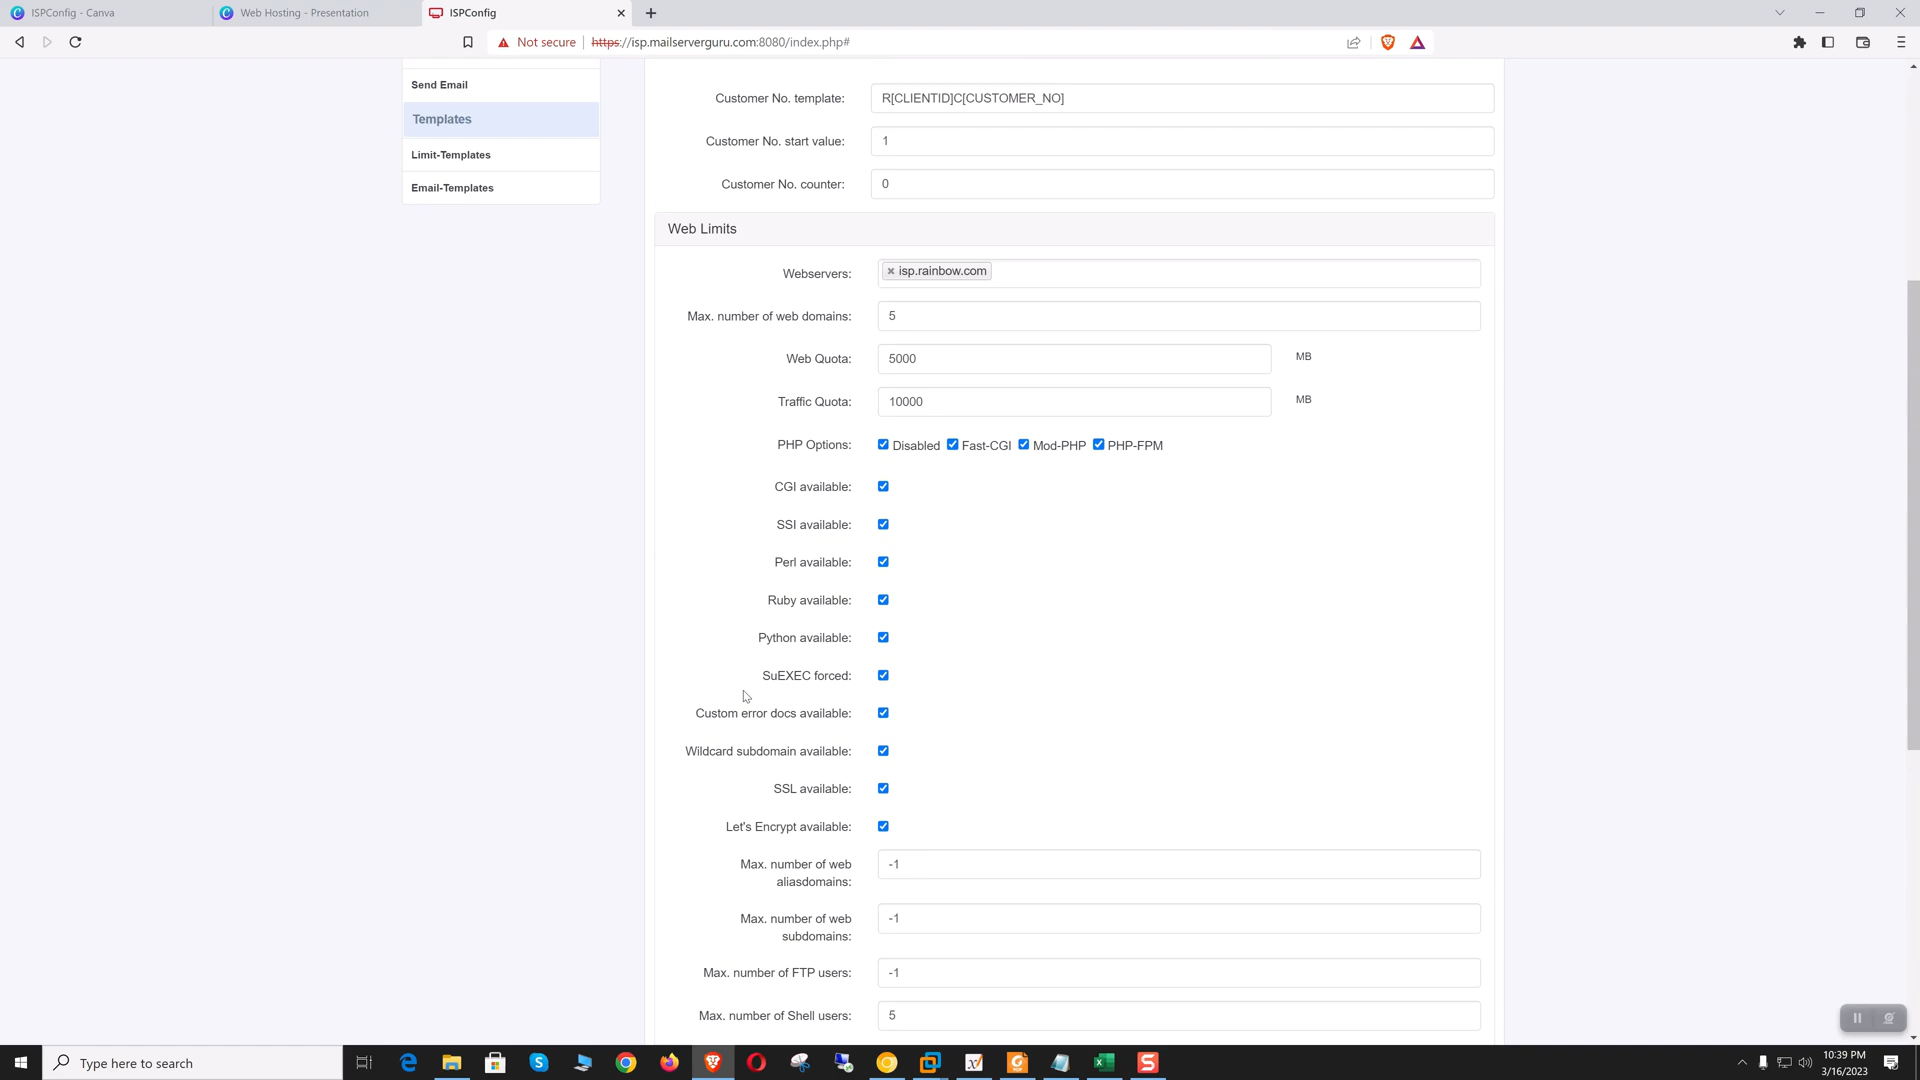 ISPConfig - Canva
Web Hosting - Presentation
ISPConfig
Not secure
https://isp.mailserverguru.com:8080/index.php#
Send Email
Templates
Limit-Templates
Email-Templates
Customer No. template:
R[CLIENTID]C[CUSTOMER_NO]
Customer No. start value:
1
Customer No. counter:
0
Web Limits
Webservers:
× isp.rainbow.com
Max. number of web domains:
5
Web Quota:
5000
MB
Traffic Quota:
10000
MB
PHP Options:
Disabled Fast-CGI Mod-PHP PHP-FPM
CGI available:
SSI available:
Perl available:
Ruby available:
Python available:
SuEXEC forced:
Custom error docs available:
Wildcard subdomain available:
SSL available:
Let's Encrypt available:
Max. number of web
aliasdomains:
-1
Max. number of web
subdomains:
-1
Max. number of FTP users:
-1
Max. number of Shell users:
5
Type here to search
10:39 PM
3/16/2023